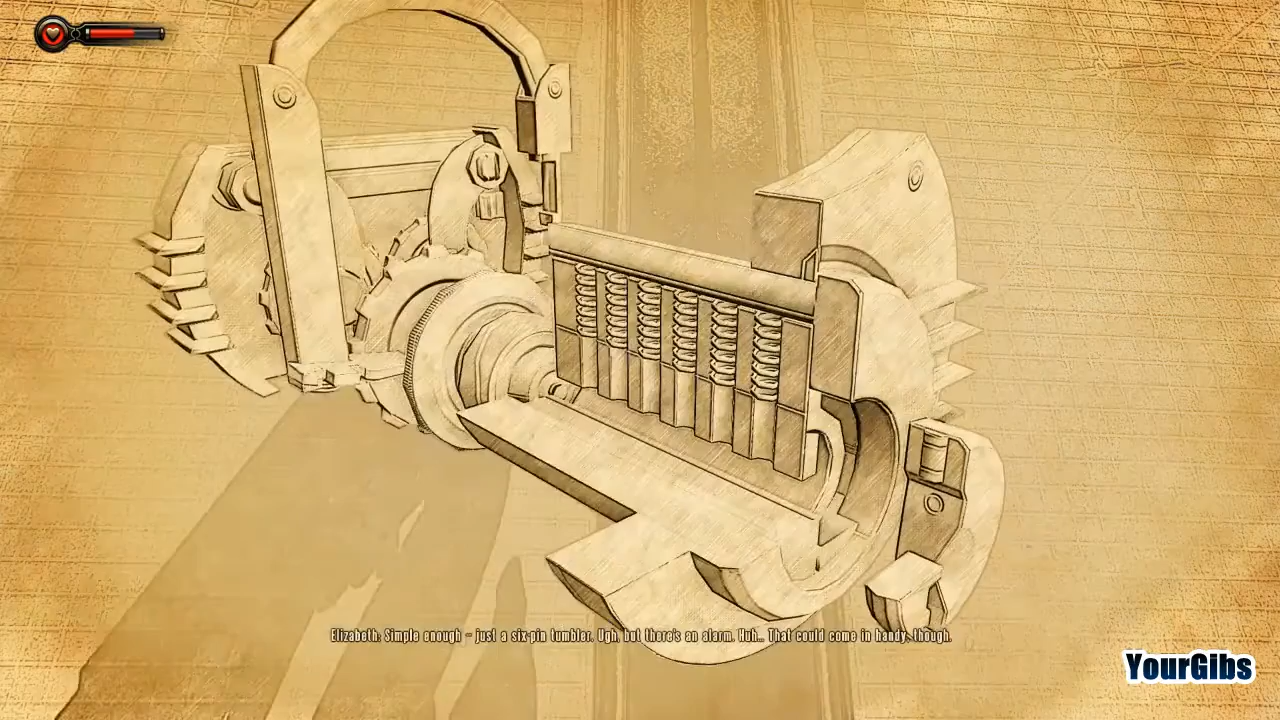 Elizabeth: Simple enough - just a six-pin tumbler. Ugh, but there's an alarm. Huh... That could come in handy, though.
YourGibs